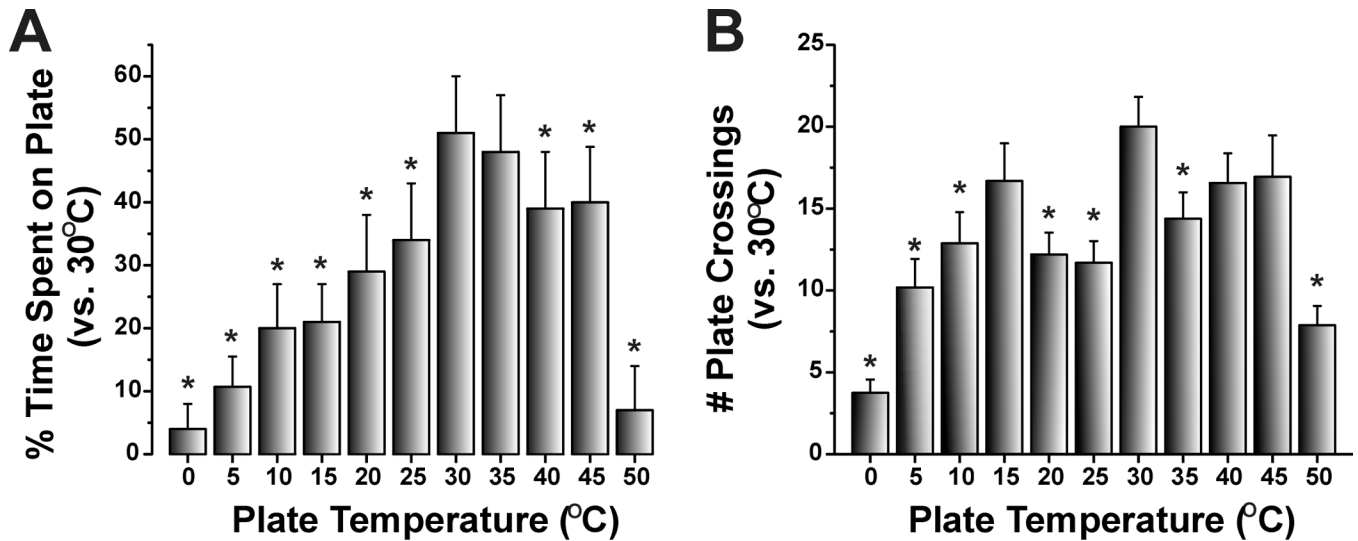 A
% Time Spent on Plate
(vs. 30°C)
60
50
40
30
20
10
0
* * * * * * * * *
0 5 10 15 20 25 30 35 40 45 50
Plate Temperature (°C)
B
# Plate Crossings
(vs. 30°C)
25
20
15
10
5
0
* * * * * * *
0 5 10 15 20 25 30 35 40 45 50
Plate Temperature (°C)